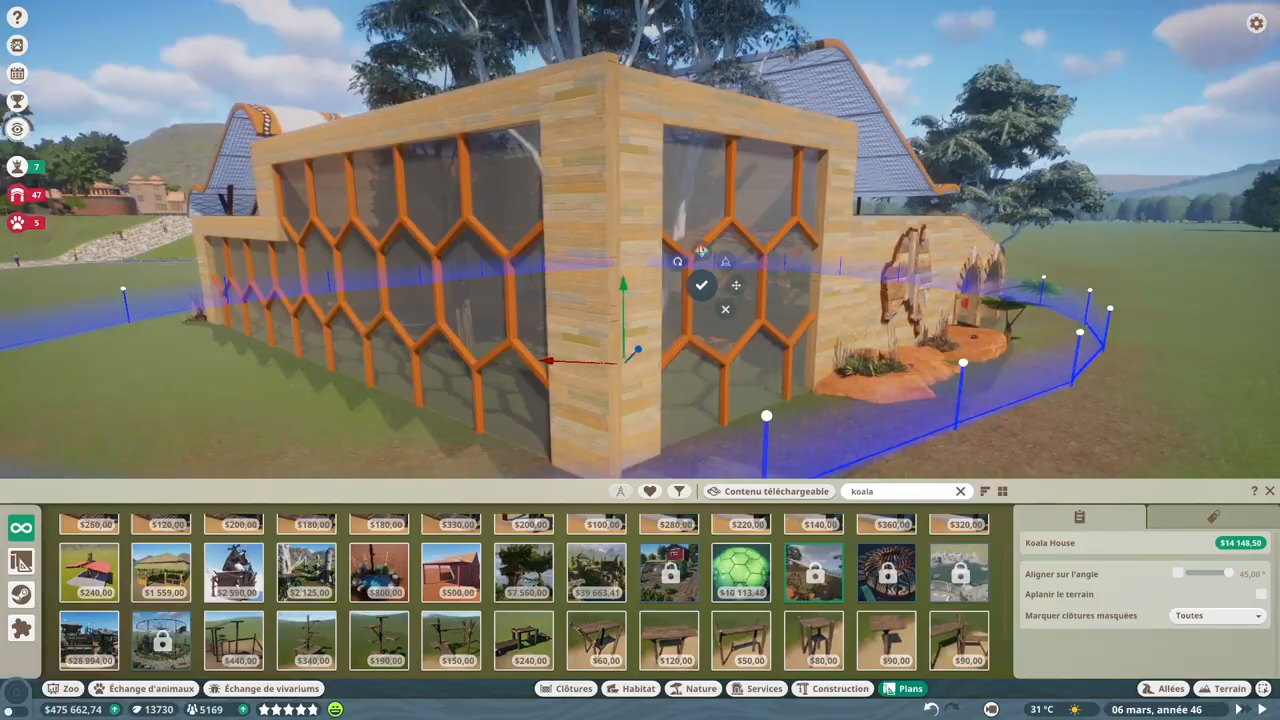 ?
7
47
5
Contenu téléchargeable
koala
?
$260,00
$120,00
$200,00
$180,00
$180,00
$330,00
$200,00
$100,00
$280,00
$220,00
$140,00
$360,00
$320,00
$240,00
$1 559,00
$2 590,00
$2 125,00
$800,00
$500,00
$7 560,00
$39 663,41
$10 113,48
$28 994,00
$440,00
$340,00
$190,00
$150,00
$240,00
$60,00
$120,00
$50,00
$80,00
$90,00
$90,00
Koala House
$14 148,50
Aligner sur l'angle
45,00°
Aplanir le terrain
Marquer clôtures masquées
Toutes
Zoo
Échange d'animaux
Échange de vivariums
Clôtures
Habitat
Nature
Services
Construction
Plans
Allées
Terrain
$475 662,74
13730
5169
31 °C
06 mars, année 46